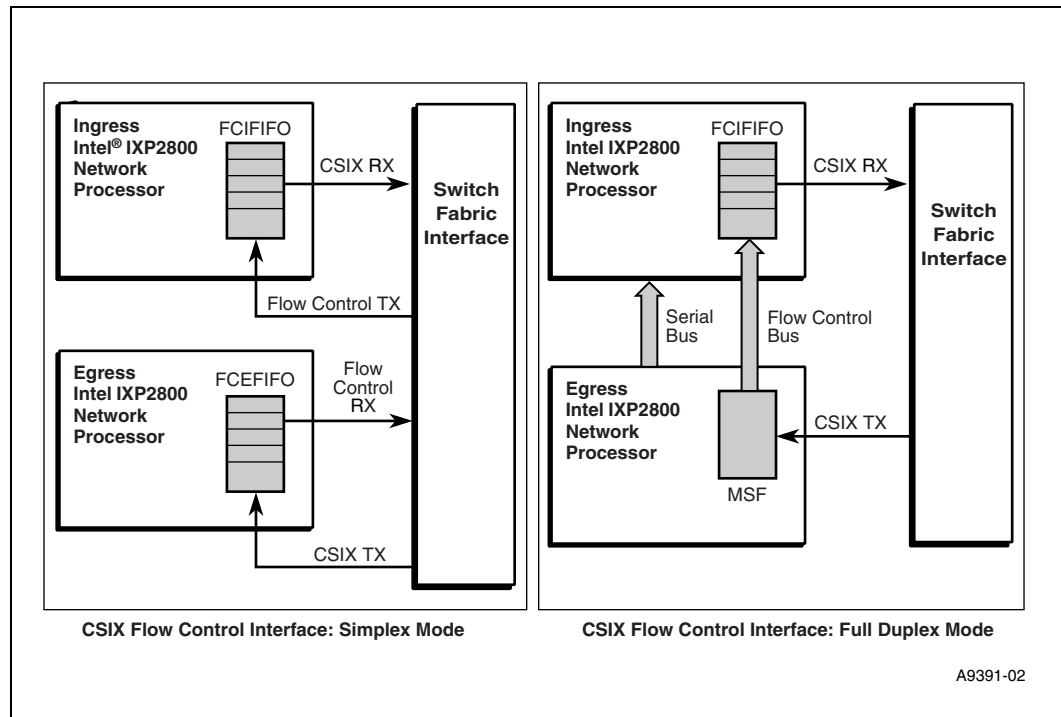 Ingress
Intel® IXP2800
Network
Processor
FCIFIFO
CSIX RX
Switch
Fabric
Interface
Flow Control TX
Egress
Intel IXP2800
Network
Processor
FCEFIFO
Flow
Control
RX
CSIX TX
CSIX Flow Control Interface: Simplex Mode
Ingress
Intel IXP2800
Network
Processor
FCIFIFO
CSIX RX
Switch
Fabric
Interface
Serial
Bus
Flow Control
Bus
Egress
Intel IXP2800
Network
Processor
CSIX TX
MSF
CSIX Flow Control Interface: Full Duplex Mode
A9391-02